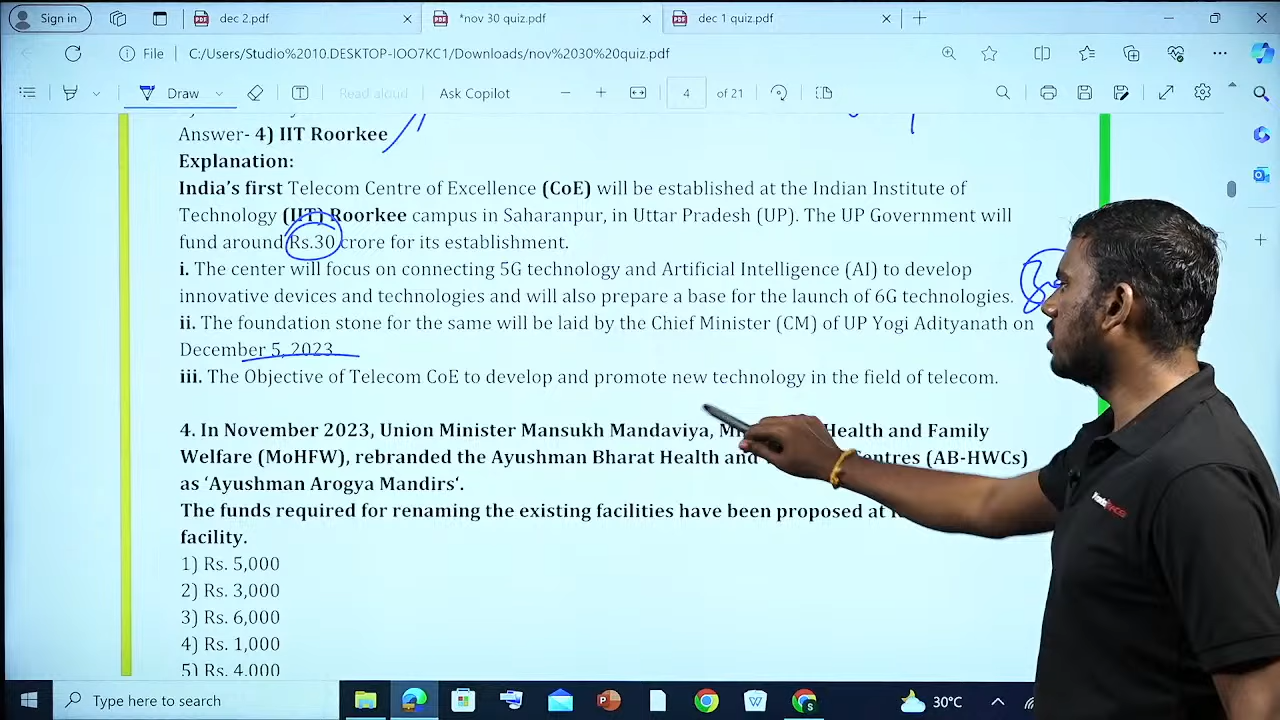 Sign in
dec 2.pdf
*nov 30 quiz.pdf
dec 1 quiz.pdf
File
C:/Users/Studio%2010.DESKTOP-IOO7KC1/Downloads/nov%2030%20quiz.pdf
Draw
Read aloud
Ask Copilot
4 of 21
Answer- 4) IIT Roorkee
Explanation:
India's first Telecom Centre of Excellence (CoE) will be established at the Indian Institute of
Technology (IIT) Roorkee campus in Saharanpur, in Uttar Pradesh (UP). The UP Government will
fund around Rs.30 crore for its establishment.
i. The center will focus on connecting 5G technology and Artificial Intelligence (AI) to develop
innovative devices and technologies and will also prepare a base for the launch of 6G technologies.
ii. The foundation stone for the same will be laid by the Chief Minister (CM) of UP Yogi Adityanath on
December 5, 2023.
iii. The Objective of Telecom CoE to develop and promote new technology in the field of telecom.
4. In November 2023, Union Minister Mansukh Mandaviya, Health and Family
Welfare (MoHFW), rebranded the Ayushman Bharat Health and Centres (AB-HWCs)
as ‘Ayushman Arogya Mandirs‘.
The funds required for renaming the existing facilities have been proposed at
facility.
1) Rs. 5,000
2) Rs. 3,000
3) Rs. 6,000
4) Rs. 1,000
5) Rs. 4,000
Type here to search
30°C